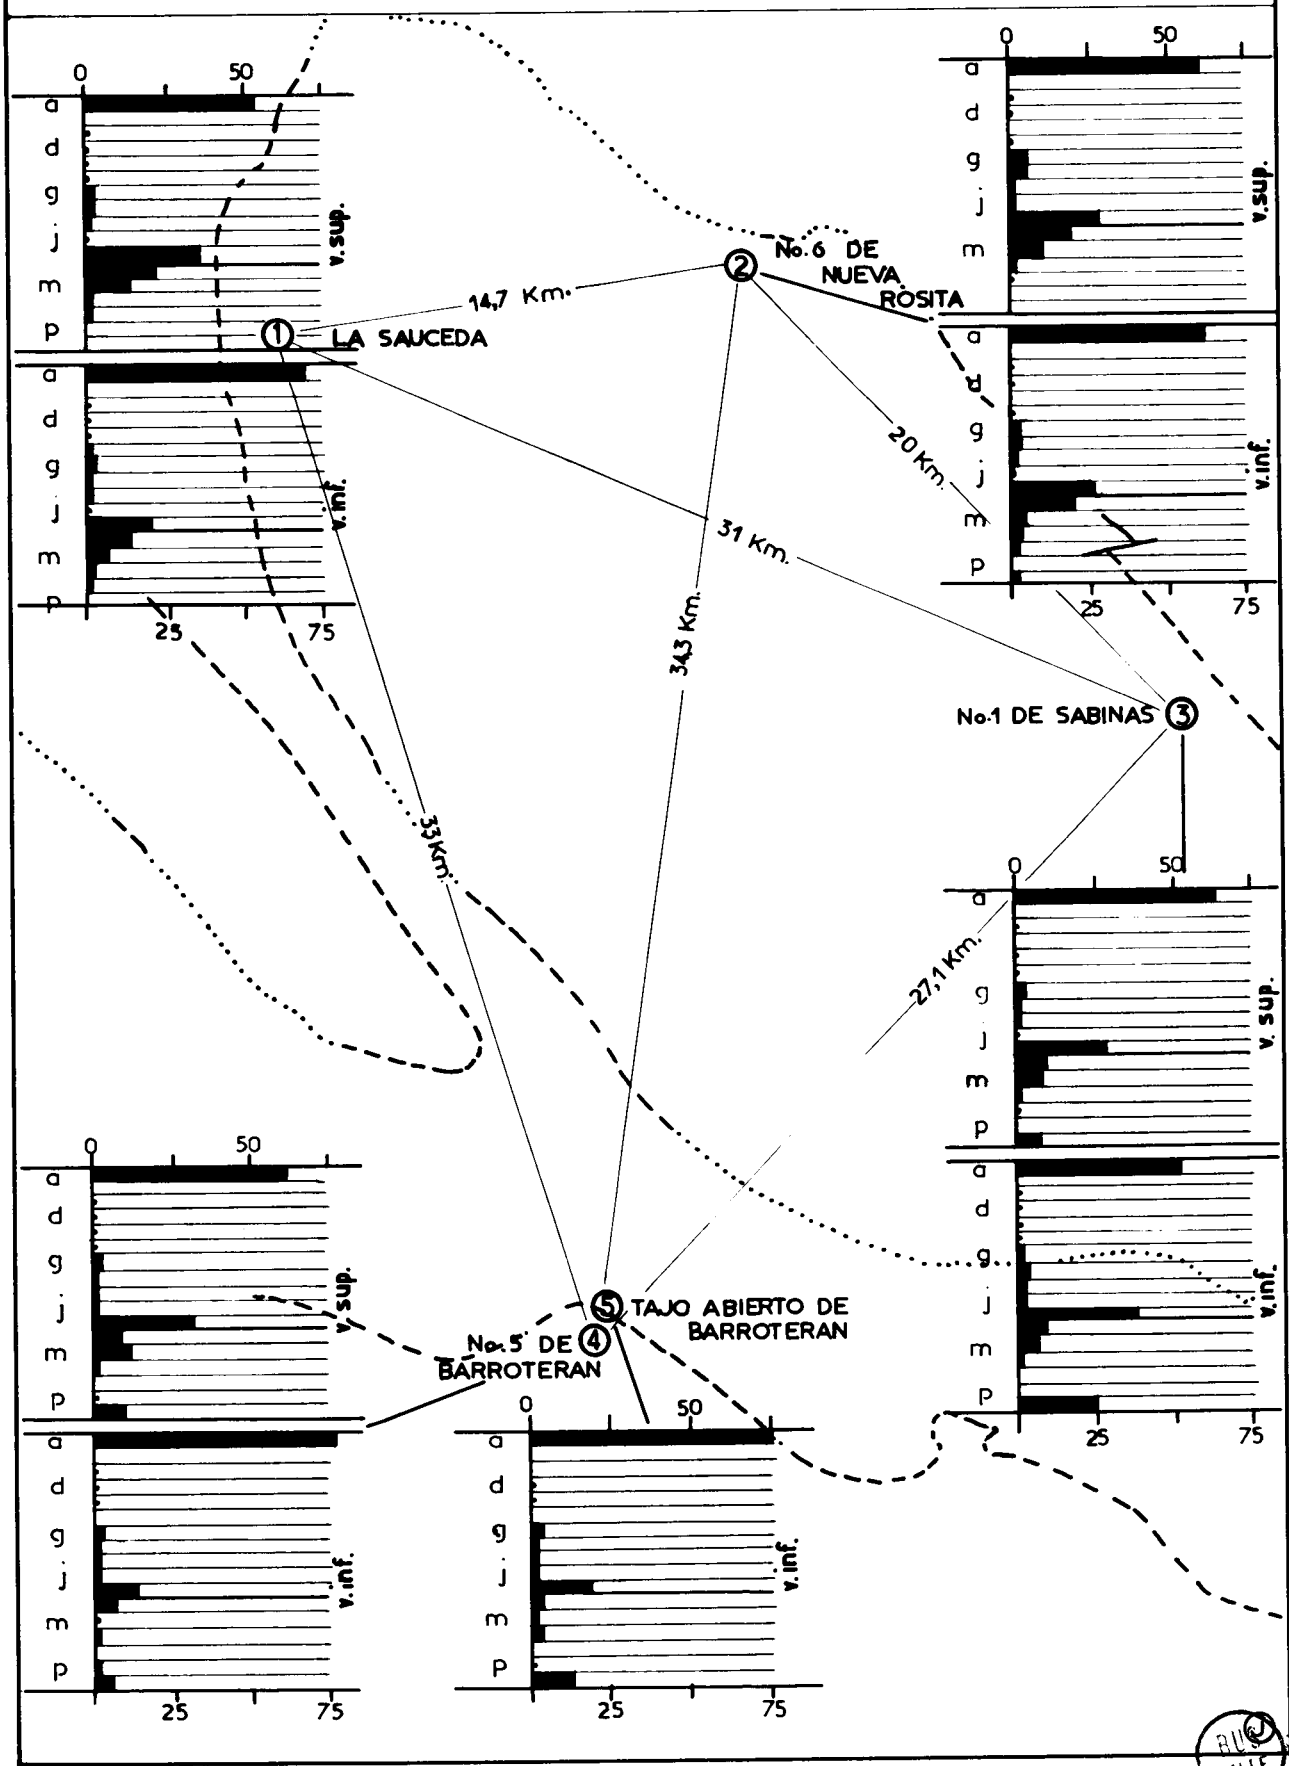 0 50
a
d
g
j
m
p
v.sup.
a
d
g
j
m
p
v.inf.
25 75
0 50
a
d
g
j
m
v.sup.
a
d
g
j
m
p
v.inf.
25 75
① LA SAUCEDA
② No.6 DE
NUEVA
ROSITA
14,7 Km.
20 Km.
31 Km.
34,3 Km.
33 Km.
27,1 Km.
No.1 DE SABINAS ③
0 50
a
g
j
m
p
v.sup.
a
d
g
j
m
p
v.inf.
25 75
0 50
a
d
g
j
m
p
v.sup.
a
d
g
j
m
p
v.inf.
25 75
⑤ TAJO ABIERTO DE
BARROTERAN
No.5 DE ④
BARROTERAN
0 50
a
d
g
j
m
p
v.inf.
25 75